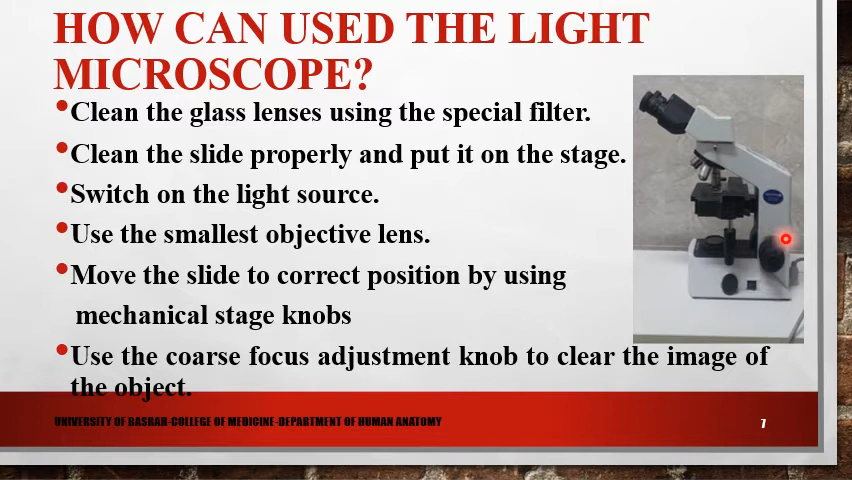 HOW CAN USED THE LIGHT
MICROSCOPE?
•Clean the glass lenses using the special filter.
•Clean the slide properly and put it on the stage.
•Switch on the light source.
•Use the smallest objective lens.
•Move the slide to correct position by using
mechanical stage knobs
•Use the coarse focus adjustment knob to clear the image of
the object.
UNIVERSITY OF BASRAH-COLLEGE OF MEDICINE-DEPARTMENT OF HUMAN ANATOMY
7